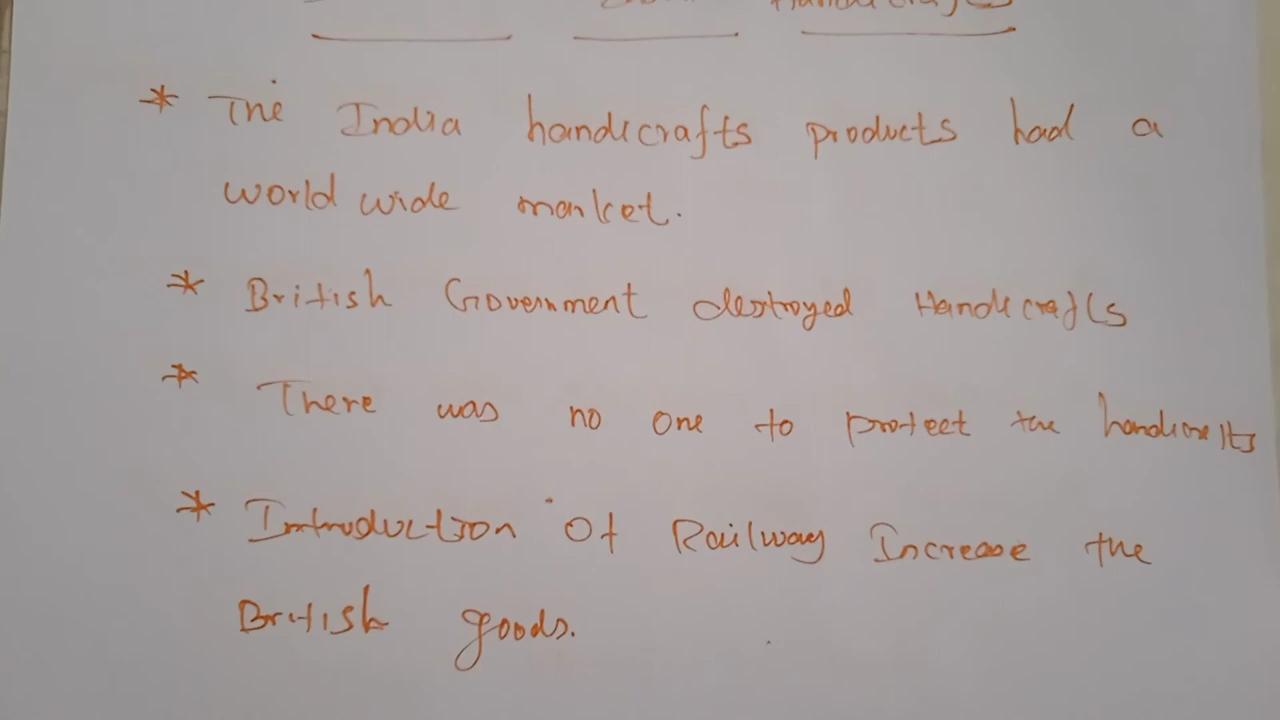 Handicrafts
* The India handicrafts products had a
world wide market.
* British Government destroyed Handicrafts
* There was no one to protect the handicrafts
* Introduction Of Railway Increase the
British goods.